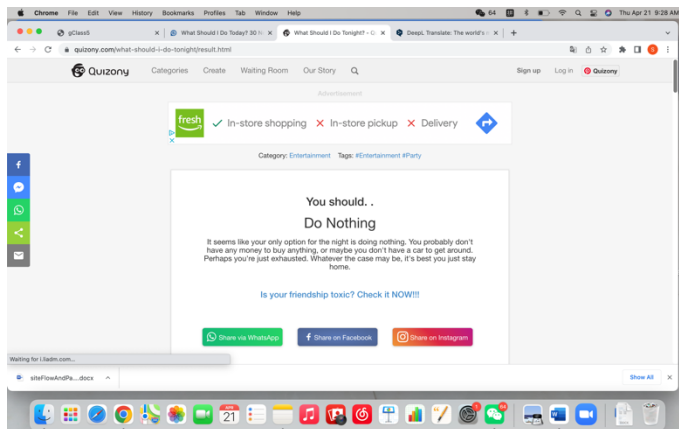 Chrome File Edit View History Bookmarks Profiles Tab Window Help 64 Thu Apr 21 9:28 AM
gClass5 What Should I Do Today? 30 What Should I Do Tonight? - DeepL Translate: The world's
quizony.com/what-should-i-do-tonight/result.html
Quizony Categories Create Waiting Room Our Story Sign up Log in Quizony
Advertisement
fresh In-store shopping In-store pickup Delivery
Category: Entertainment Tags: #Entertainment #Party
You should. .
Do Nothing
It seems like your only option for the night is doing nothing. You probably don't
have any money to buy anything, or maybe you don't have a car to get around.
Perhaps you're just exhausted. Whatever the case may be, it's best you just stay
home.
Is your friendship toxic? Check it NOW!!!
Share via WhatsApp Share on Facebook Share on Instagram
Waiting for i.liadm.com...
siteFlowAndPa....docx Show All
APR
21